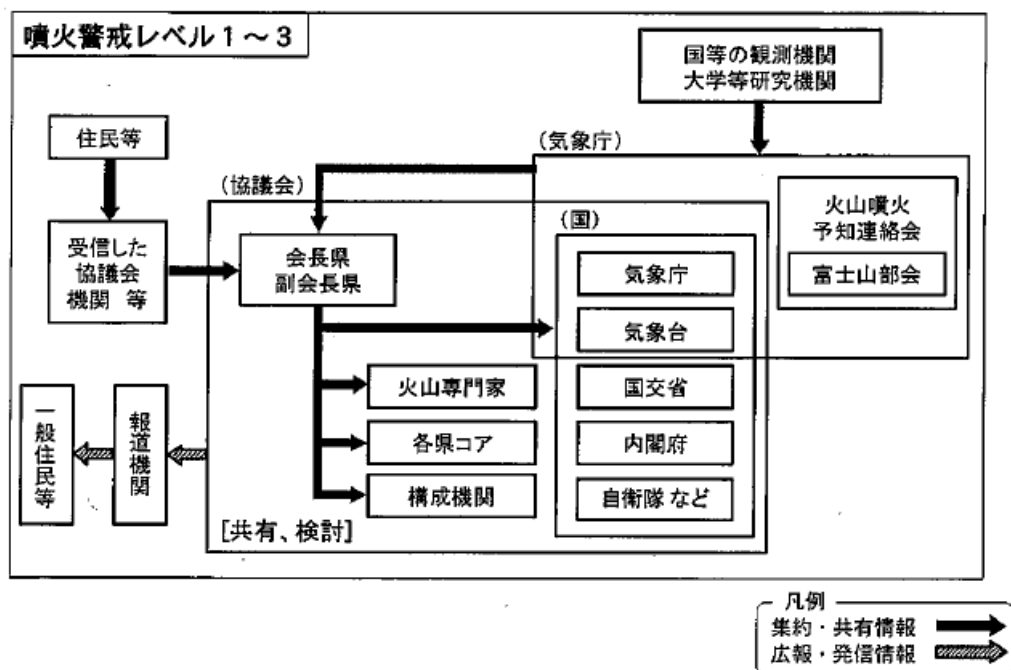 噴火警戒レベル1~3
国等の観測機関
大学等研究機関
住民等
(気象庁)
(協議会)
(国)
火山噴火
予知連絡会
富士山部会
受信した
協議会
機関 等
会長県
副会長県
気象庁
気象台
火山専門家
国交省
各県コア
内閣府
構成機関
自衛隊 など
一般住民等
報道機関
[共有、検討]
凡例
集約・共有情報
広報・発信情報